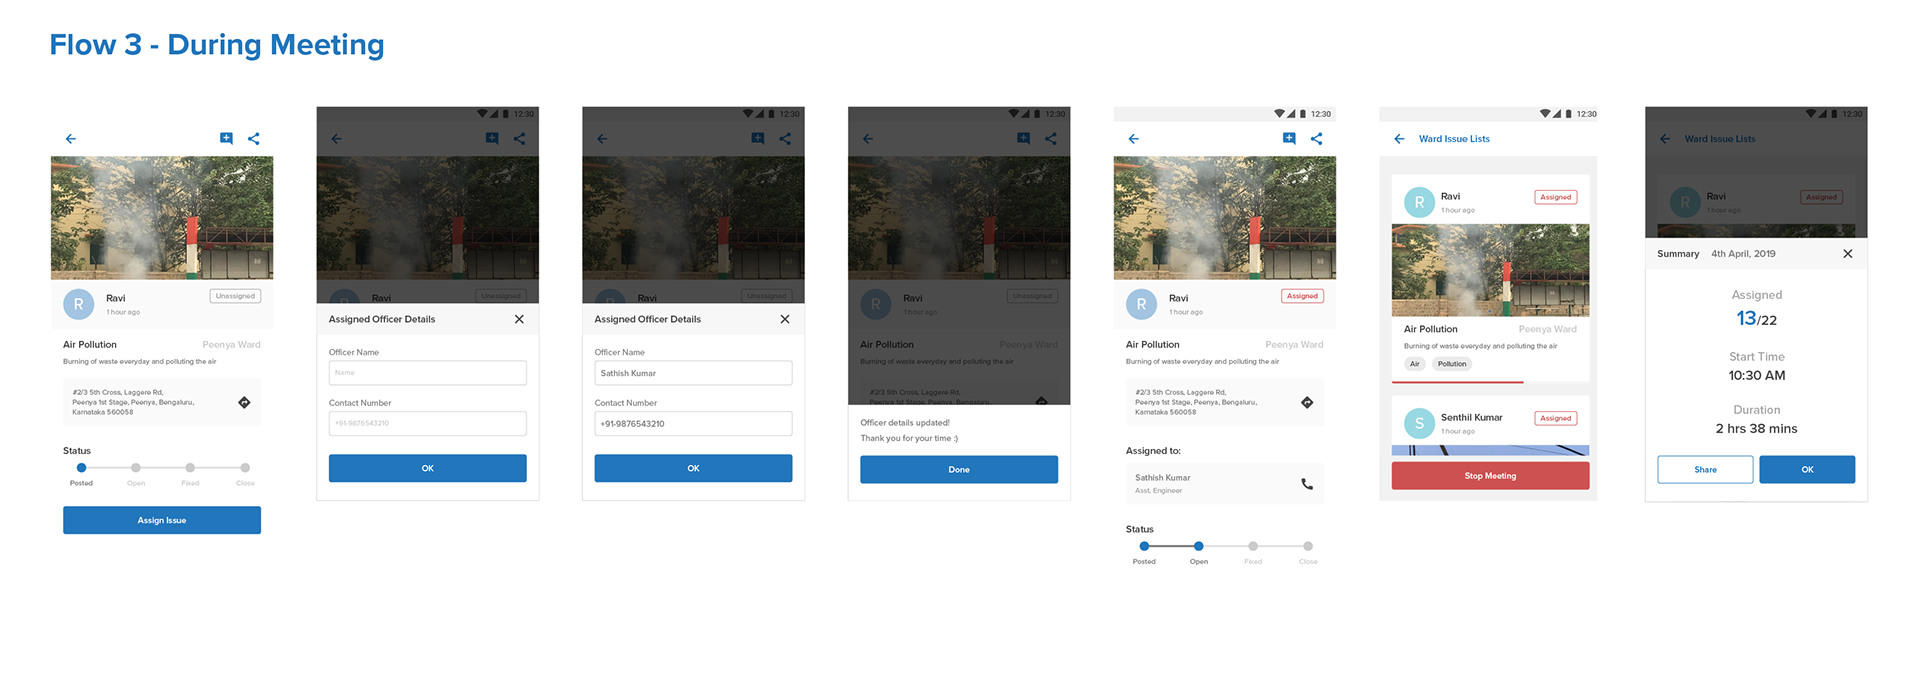 Flow 3 - During Meeting
R
Ravi
1 hour ago
Unassigned
Air Pollution
Peenya Ward
Burning of waste everyday and polluting the air
#2/3 5th Cross, Laggere Rd,
Peenya 1st Stage, Peenya, Bengaluru,
Karnataka 560058
Status
Posted
Open
Fixed
Close
Assign Issue
12:30
R
Ravi
Unassigned
Assigned Officer Details
Officer Name
Name
Contact Number
+91-9876543210
OK
12:30
R
Ravi
Unassigned
Assigned Officer Details
Officer Name
Sathish Kumar
Contact Number
+91-9876543210
OK
12:30
R
Ravi
1 hour ago
Unassigned
Air Pollution
Peenya Ward
Burning of waste everyday and polluting the air
#2/3 5th Cross, Laggere Rd,
Peenya 1st Stage, Peenya, Bengaluru,
Officer details updated!
Thank you for your time :)
Done
12:30
R
Ravi
1 hour ago
Assigned
Air Pollution
Peenya Ward
Burning of waste everyday and polluting the air
#2/3 5th Cross, Laggere Rd,
Peenya 1st Stage, Peenya, Bengaluru,
Karnataka 560058
Assigned to:
Sathish Kumar
Asst. Engineer
Status
Posted
Open
Fixed
Close
12:30
Ward Issue Lists
R
Ravi
1 hour ago
Assigned
Air Pollution
Peenya Ward
Burning of waste everyday and polluting the air
Air
Pollution
S
Senthil Kumar
1 hour ago
Assigned
Stop Meeting
12:30
Ward Issue Lists
R
Ravi
1 hour ago
Assigned
Summary
4th April, 2019
Assigned
13/22
Start Time
10:30 AM
Duration
2 hrs 38 mins
Share
OK